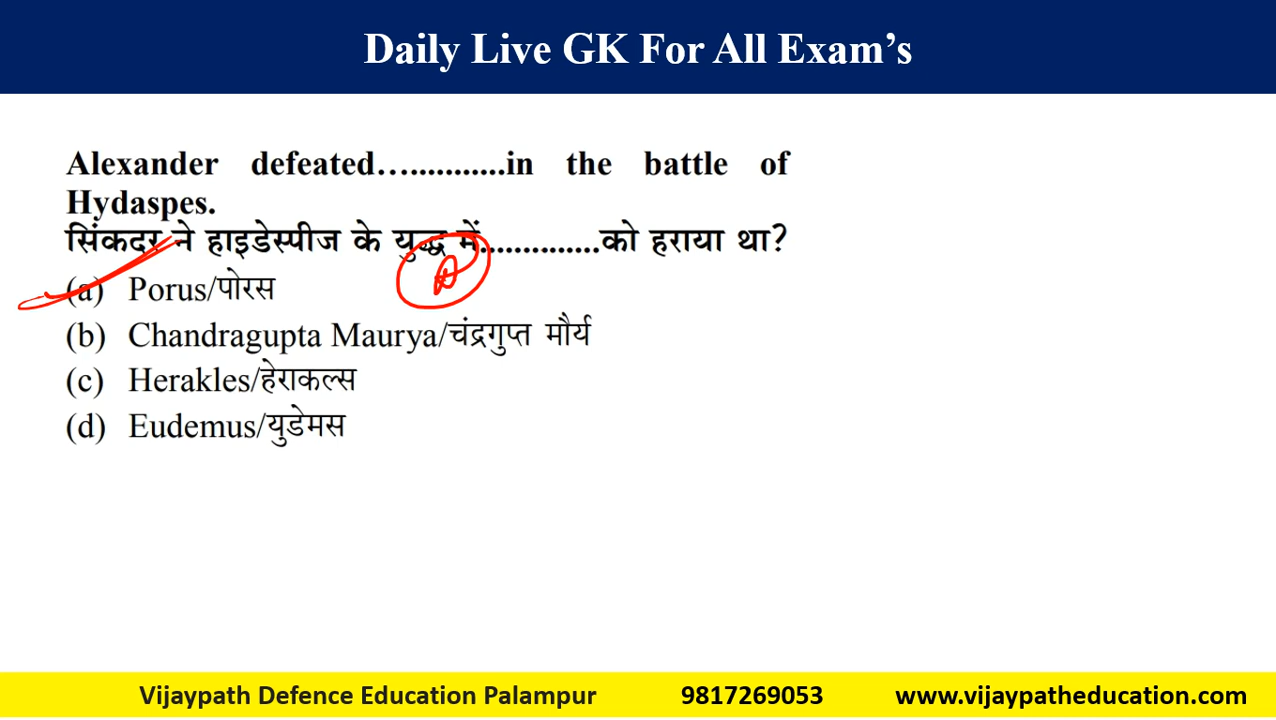 Daily Live GK For All Exam's
Alexander defeated…...........in the battle of
Hydaspes.
सिंकदर ने हाइडेस्पीज के युद्ध में..............को हराया था?
(a) Porus/पोरस
A
(b) Chandragupta Maurya/चंद्रगुप्त मौर्य
(c) Herakles/हेराकल्स
(d) Eudemus/युडेमस
Vijaypath Defence Education Palampur 9817269053 www.vijaypatheducation.com